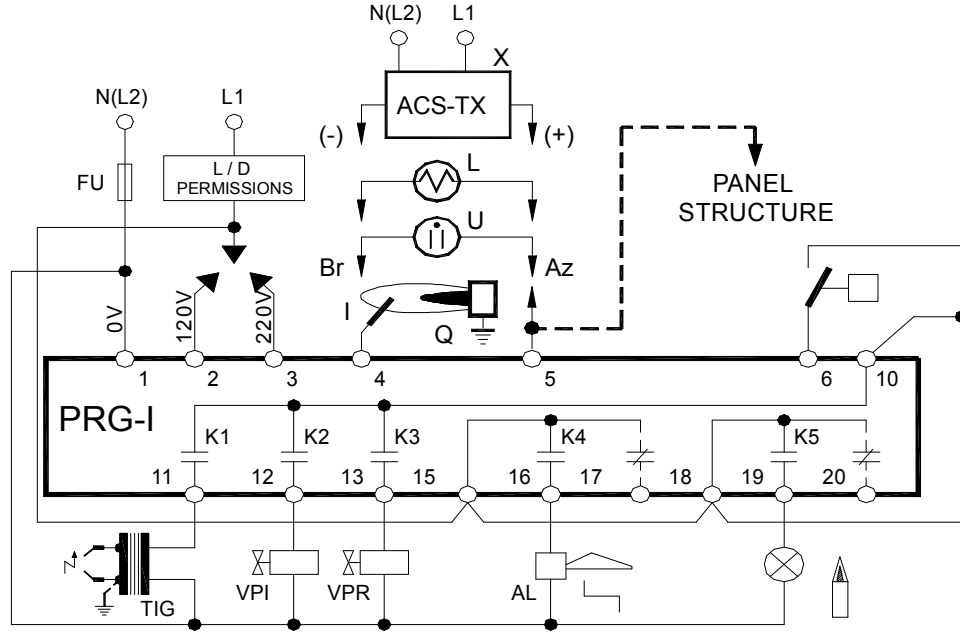 N(L2) L1
X
ACS-TX
N(L2) L1
(-) (+)
L / D
PERMISSIONS
FU
L
PANEL
STRUCTURE
U
Br Az
I
Q
0V 120V 220V
1 2 3 4 5 6 10
PRG-I
K1 K2 K3 K4 K5
11 12 13 15 16 17 18 19 20
TIG VPI VPR AL